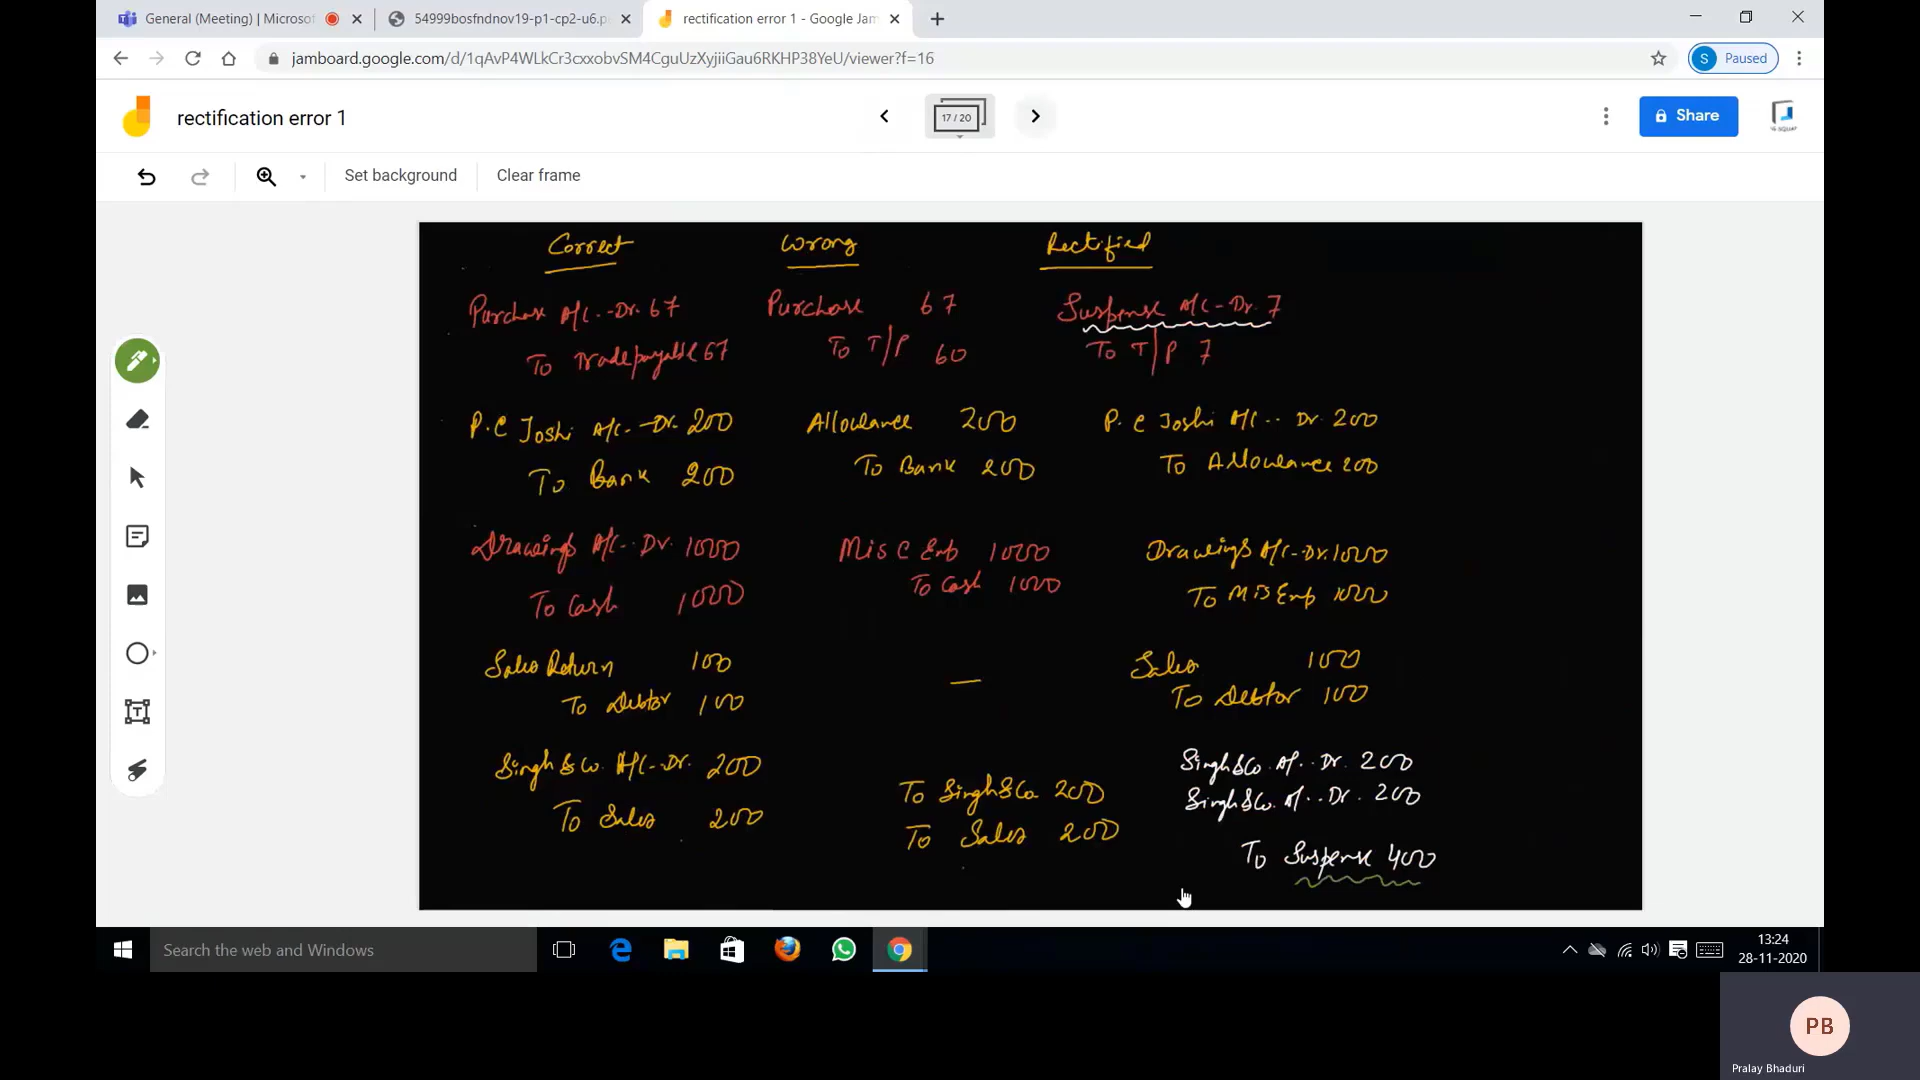 General (Meeting) | Microsof
54999bosfndnov19-p1-cp2-u6.p
rectification error 1 - Google Jam
jamboard.google.com/d/1qAvP4WLkCr3cxxobvSM4CguUzXyjiiGau6RKHP38YeU/viewer?f=16
S Paused
rectification error 1
17 / 20
Share
Set background
Clear frame
Correct Wrong Rectified
Purchase A/C...Dr. 67 Purchase 67 Suspense A/C-Dr. 7
To Tradepayable 67 To T/P 60 To T/P 7
P.C Joshi A/C.-Dr. 200 Allowance 200 P.C Joshi A/C.. Dr. 200
To Bank 200 To Bank 200 To Allowance 200
Drawings A/C..Dr. 1000 Misc Exp 1000 Drawings A/C-Dr. 1000
To Cash 1000 To Cash 1000 To Mis Exp 1000
Sales Return 100 — Sales 100
To Debtor 100 To Debtor 100
Singh & Co. A/C-Dr. 200 Singh&Co. A/..Dr. 200
To Singh&Co 200 Singh&Co. A/..Dr. 200
To Sales 200 To Sales 200
To Suspense 400
Search the web and Windows
13:24
28-11-2020
PB
Pralay Bhaduri